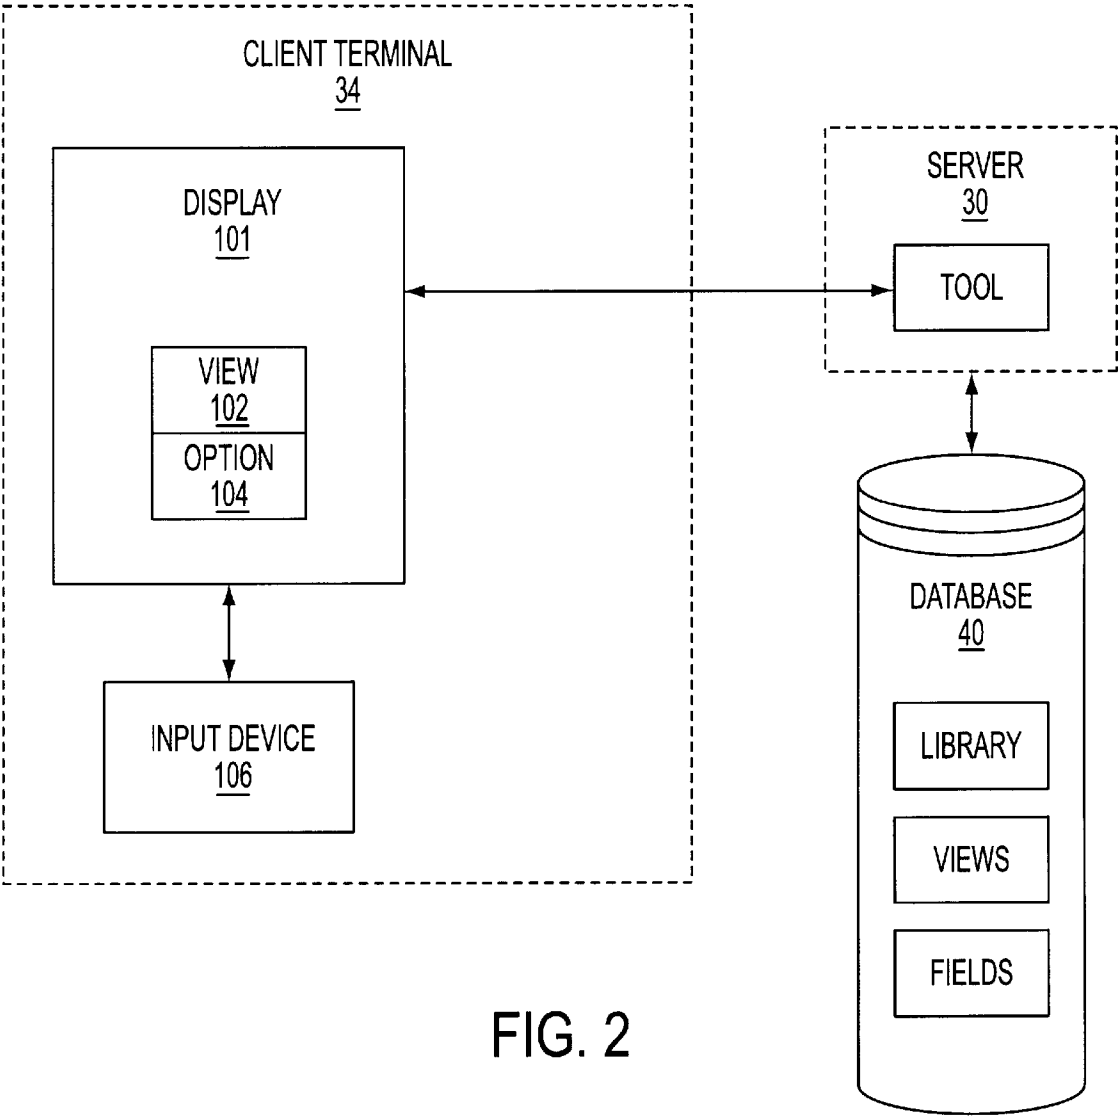 CLIENT TERMINAL
34
DISPLAY
101
VIEW
102
OPTION
104
INPUT DEVICE
106
SERVER
30
TOOL
DATABASE
40
LIBRARY
VIEWS
FIELDS
FIG. 2